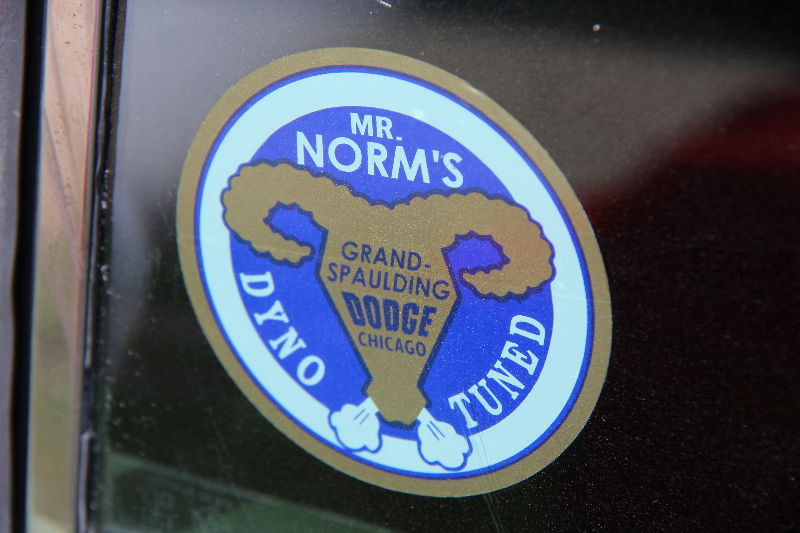 MR.
NORM'S
GRAND-
SPAULDING
DODGE
CHICAGO
DYNO
TUNED